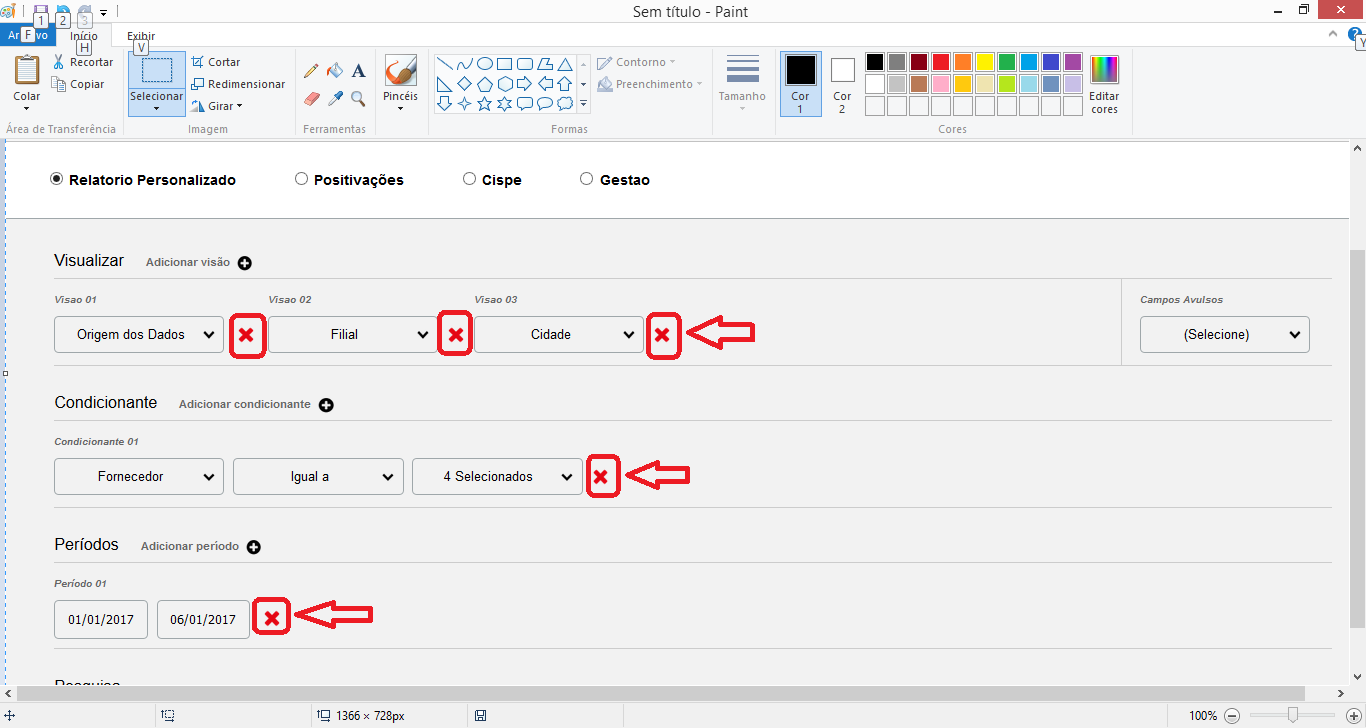 Sem título - Paint
1 2 3
Ar F vo Início Exibir
H V Y
Colar
Recortar
Copiar
Área de Transferência
Selecionar
Cortar
Redimensionar
Girar
Imagem
A
Ferramentas
Pincéis
Contorno
Preenchimento
Formas
Tamanho
Cor 1
Cor 2
Editar cores
Cores
Relatorio Personalizado Positivações Cispe Gestao
Visualizar Adicionar visão
Visao 01 Visao 02 Visao 03 Campos Avulsos
Origem dos Dados Filial Cidade (Selecione)
Condicionante Adicionar condicionante
Condicionante 01
Fornecedor Igual a 4 Selecionados
Períodos Adicionar período
Período 01
01/01/2017 06/01/2017
1366 × 728px 100%